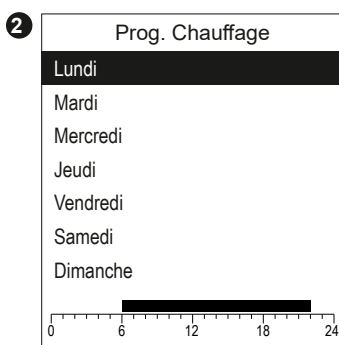 2
Prog. Chauffage
Lundi
Mardi
Mercredi
Jeudi
Vendredi
Samedi
Dimanche
0 6 12 18 24